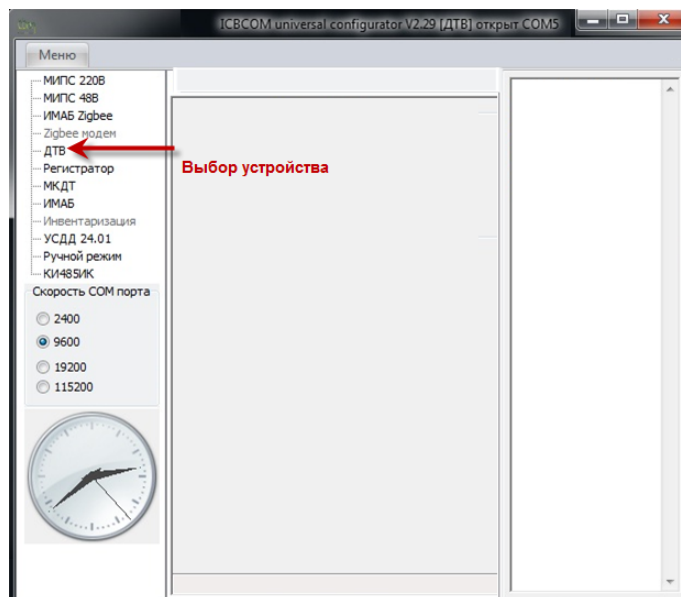 ICBCOM universal configurator V2.29 [ДТВ] открыт COM5
Меню
МИПС 220В
МИПС 48В
ИМАБ Zigbee
Zigbee модем
ДТВ
Выбор устройства
Регистратор
МКДТ
ИМАБ
Инвентаризация
УСДД 24.01
Ручной режим
КИ485ИК
Скорость COM порта
2400
9600
19200
115200